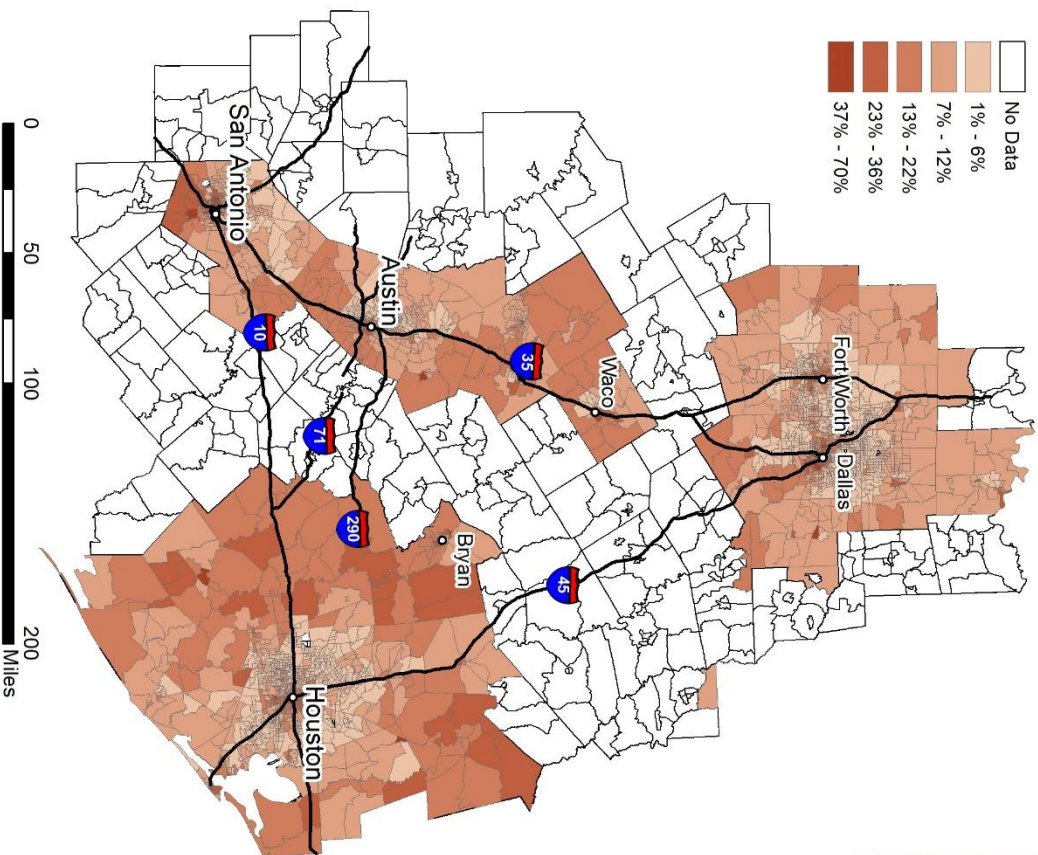 No Data
1% - 6%
7% - 12%
13% - 22%
23% - 36%
37% - 70%
Fort Worth
Dallas
Waco
35
45
Bryan
Austin
290
71
San Antonio
10
Houston
0
50
100
200
Miles